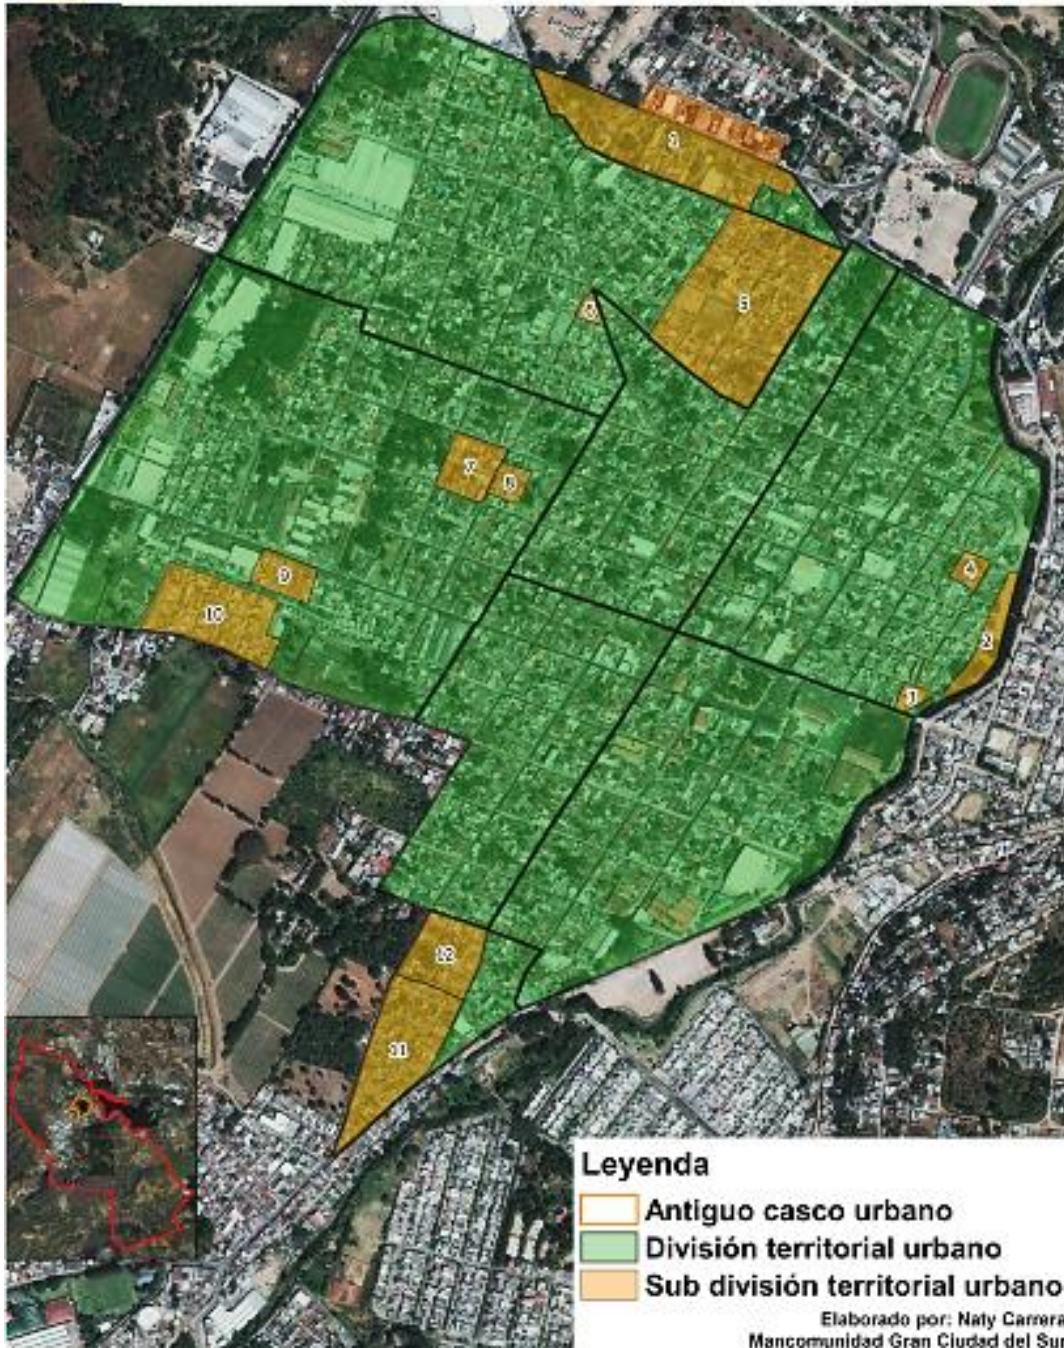 3
5
6
7
8
9
10
4
2
1
12
11
Leyenda
Antiguo casco urbano
División territorial urbano
Sub división territorial urbano
Elaborado por: Naty Carrera
Mancomunidad Gran Ciudad del Sur